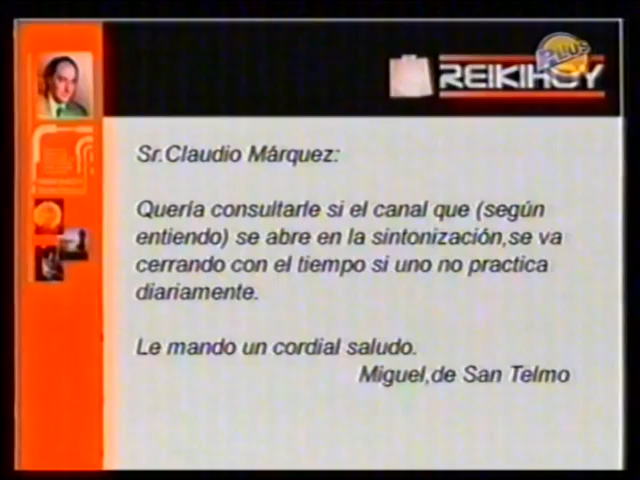 PLUS
REIKIHOY
Sr.Claudio Márquez:
Quería consultarle si el canal que (según
entiendo) se abre en la sintonización,se va
cerrando con el tiempo si uno no practica
diariamente.
Le mando un cordial saludo.
Miguel,de San Telmo